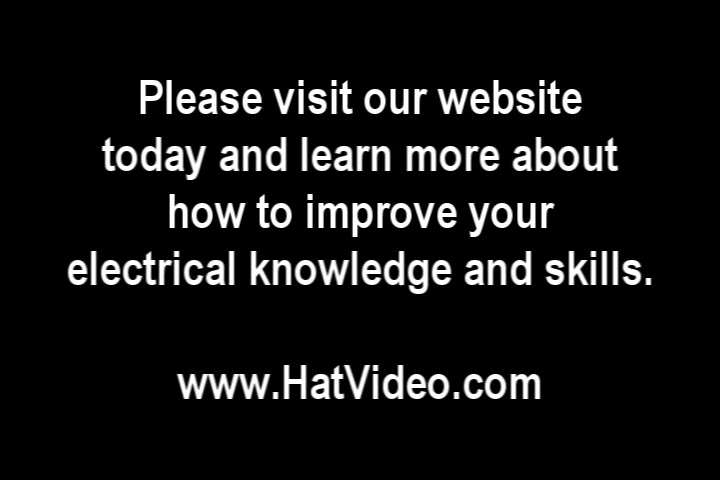 Please visit our website
today and learn more about
how to improve your
electrical knowledge and skills.
www.HatVideo.com